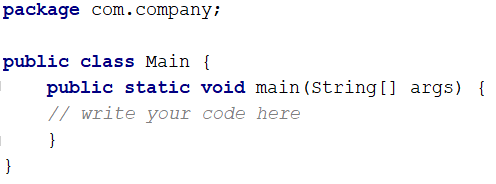 package com.company;
public class Main {
    public static void main(String[] args) {
    // write your code here
    }
}